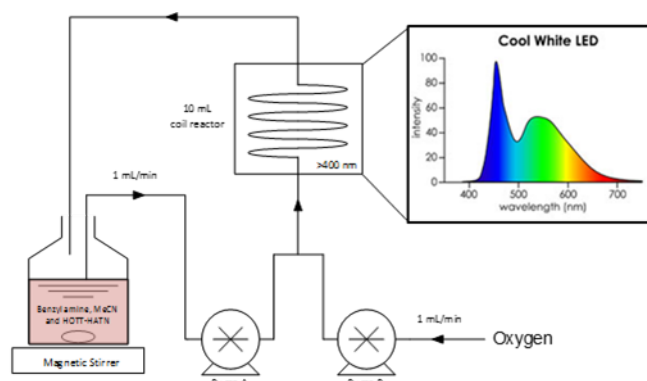 Cool White LED
100
80
60
40
20
0
intensity
400 500 600 700
wavelength (nm)
10 mL
coil reactor
>400 nm
1 mL/min
Benzylamine, MeCN
and HOTT-HATN
Magnetic Stirrer
1 mL/min
Oxygen